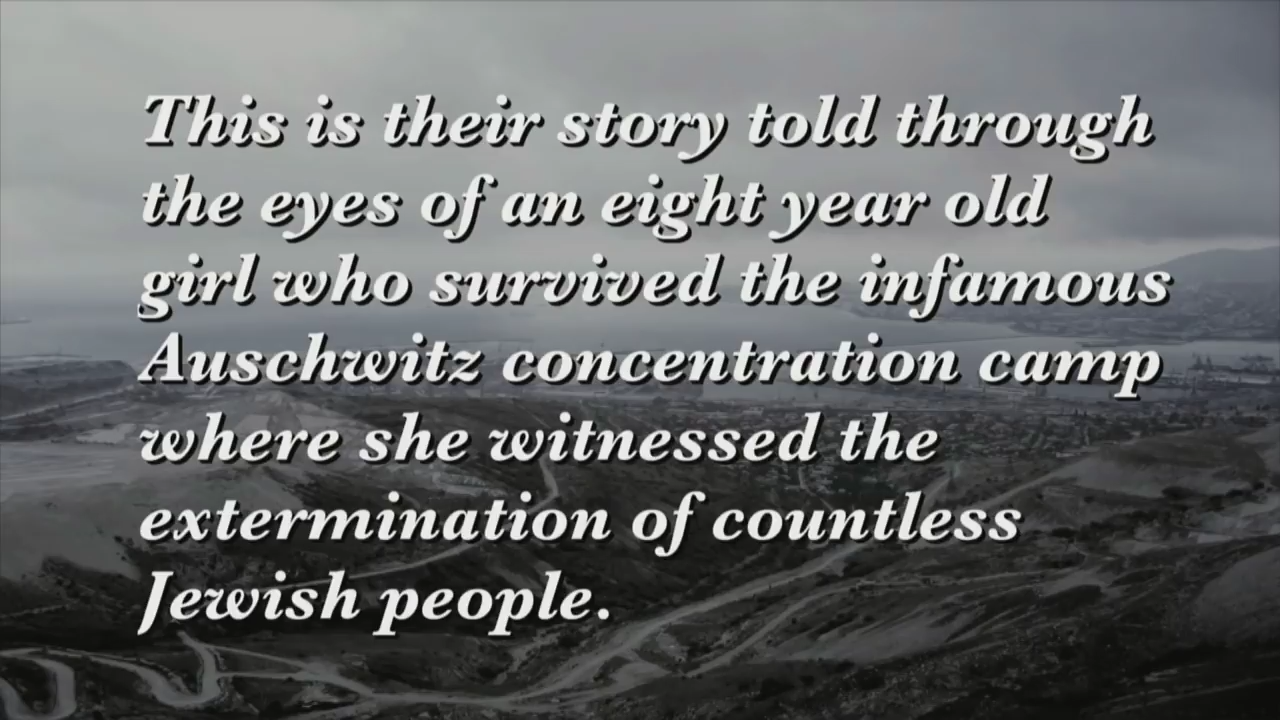 This is their story told through
the eyes of an eight year old
girl who survived the infamous
Auschwitz concentration camp
where she witnessed the
extermination of countless
Jewish people.